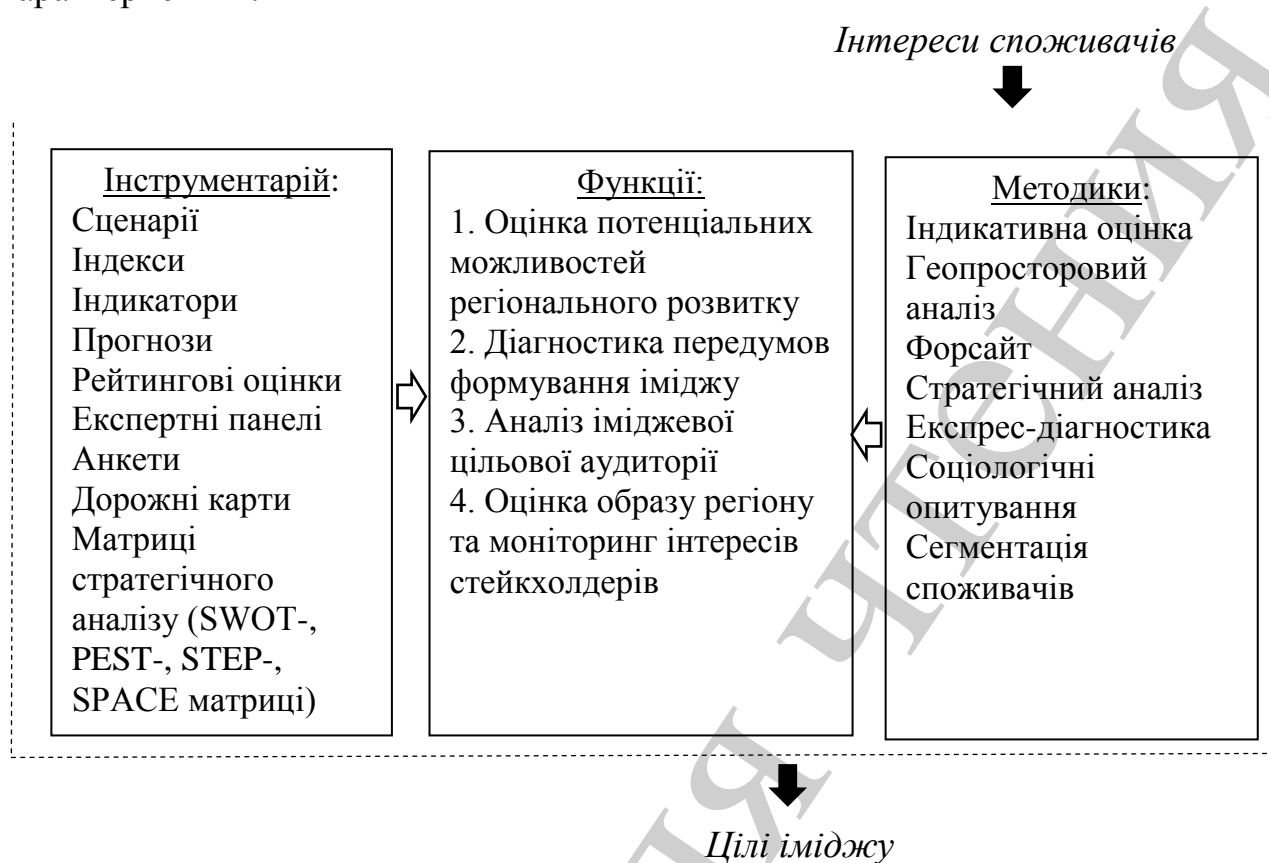 Інтереси споживачів
Інструментарій:
Сценарії
Індекси
Індикатори
Прогнози
Рейтингові оцінки
Експертні панелі
Анкети
Дорожні карти
Матриці
стратегічного
аналізу (SWOT-,
PEST-, STEP-,
SPACE матриці)
Функції:
1. Оцінка потенціальних
можливостей
регіонального розвитку
2. Діагностика передумов
формування іміджу
3. Аналіз іміджевої
цільової аудиторії
4. Оцінка образу регіону
та моніторинг інтересів
стейкхолдерів
Методики:
Індикативна оцінка
Геопросторовий
аналіз
Форсайт
Стратегічний аналіз
Експрес-діагностика
Соціологічні
опитування
Сегментація
споживачів
Цілі іміджу
чтения